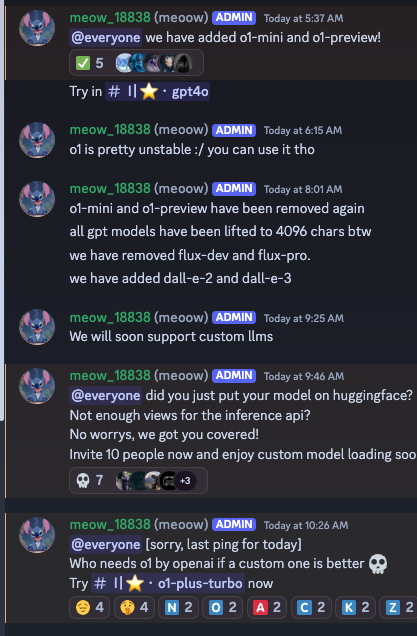 meow_18838 (meoow) ADMIN Today at 5:37 AM
@everyone we have added o1-mini and o1-preview!
✅ 5
Try in # 〢⭐・gpt4o
meow_18838 (meoow) ADMIN Today at 6:15 AM
o1 is pretty unstable :/ you can use it tho
meow_18838 (meoow) ADMIN Today at 8:01 AM
o1-mini and o1-preview have been removed again
all gpt models have been lifted to 4096 chars btw
we have removed flux-dev and flux-pro.
we have added dall-e-2 and dall-e-3
meow_18838 (meoow) ADMIN Today at 9:25 AM
We will soon support custom llms
meow_18838 (meoow) ADMIN Today at 9:46 AM
@everyone did you just put your model on huggingface?
Not enough views for the inference api?
No worrys, we got you covered!
Invite 10 people now and enjoy custom model loading soo
💀 7 +3
meow_18838 (meoow) ADMIN Today at 10:26 AM
@everyone [sorry, last ping for today]
Who needs o1 by openai if a custom one is better 💀
Try # 〢⭐・o1-plus-turbo now
😔 4 🤫 4 🇳 2 🇴 2 🅰 2 🇨 2 🇰 2 🇿 2